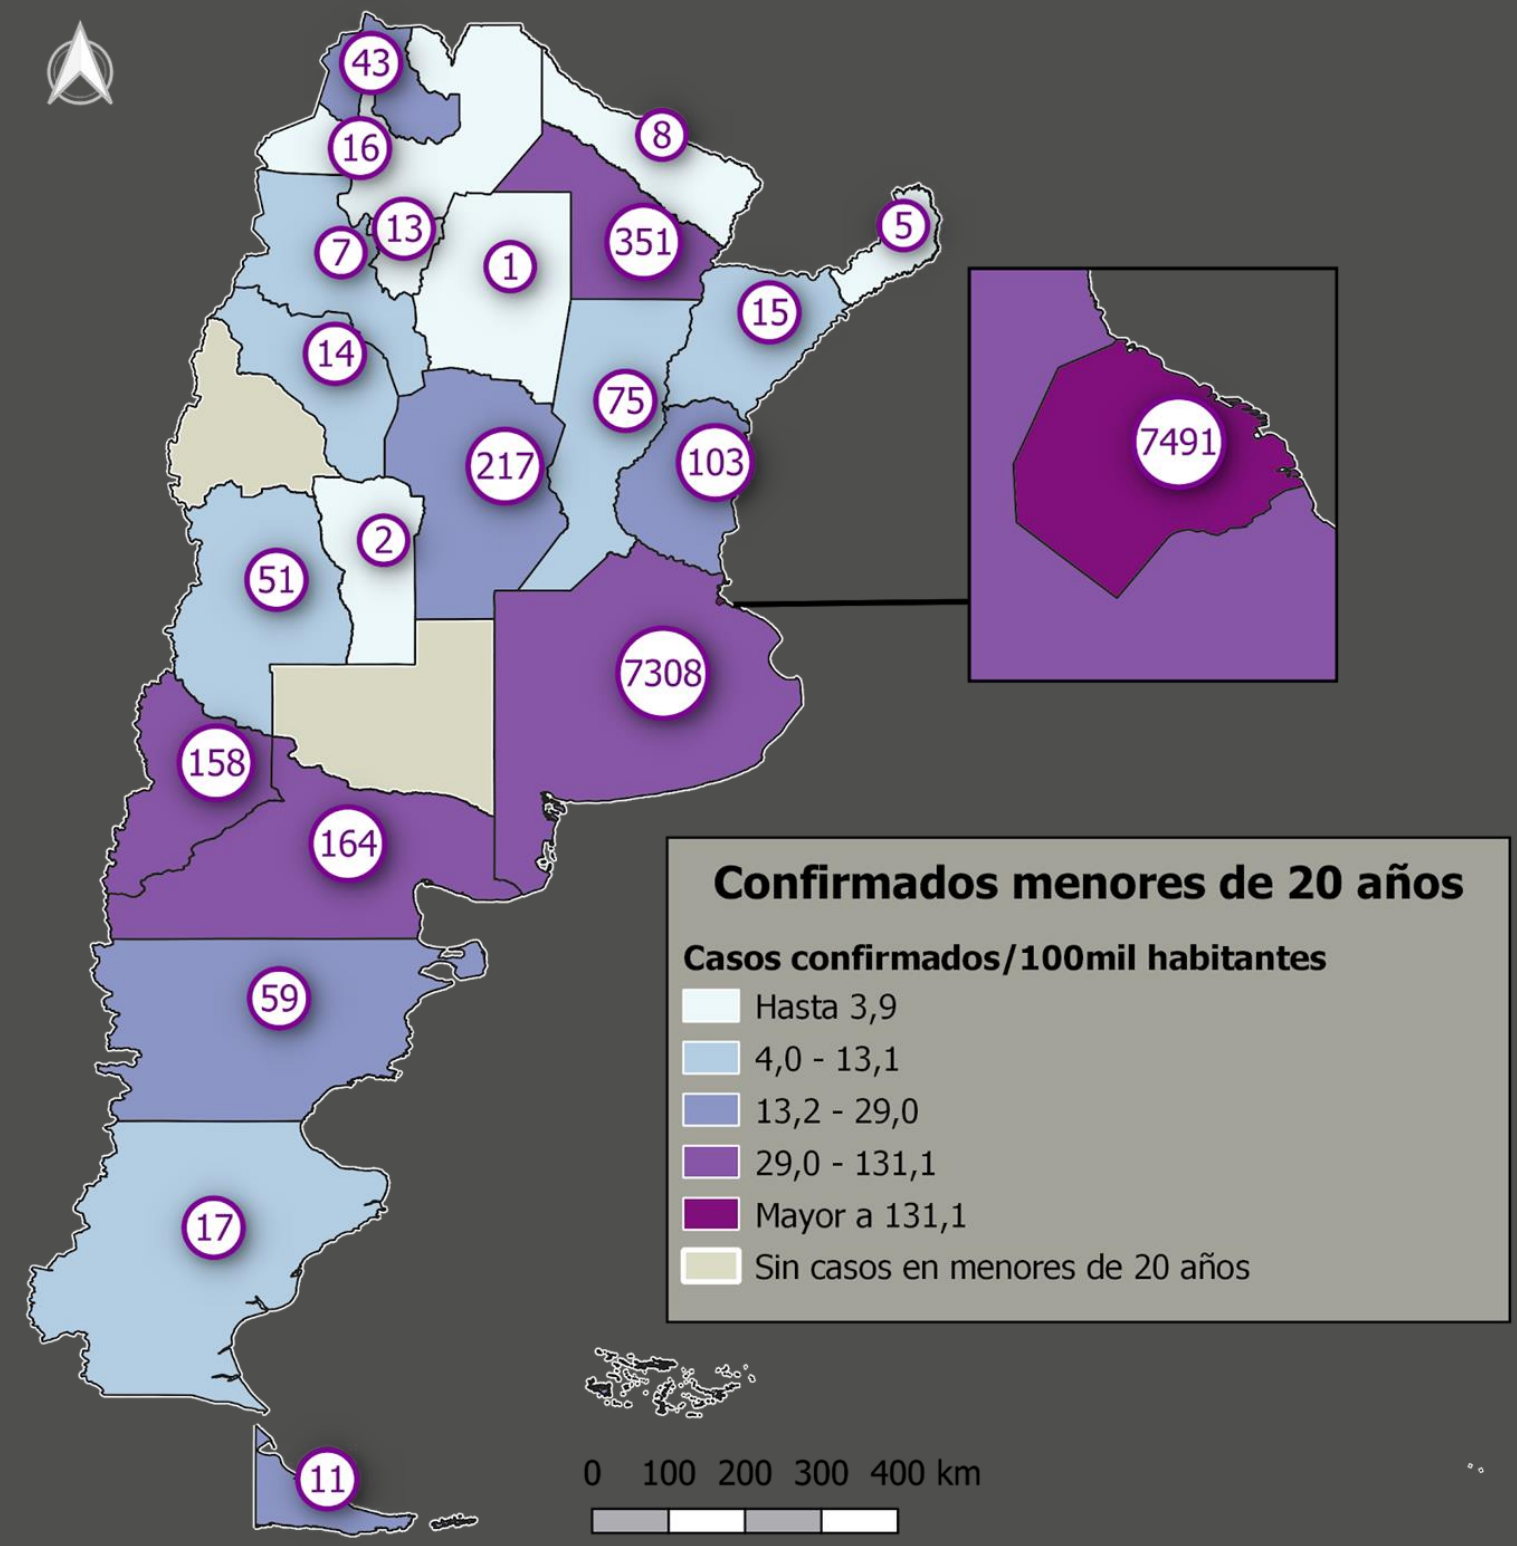 43
16
8
13
7
1
351
5
15
14
75
217
103
7491
2
51
7308
158
164
59
17
11
Confirmados menores de 20 años
Casos confirmados/100mil habitantes
Hasta 3,9
4,0 - 13,1
13,2 - 29,0
29,0 - 131,1
Mayor a 131,1
Sin casos en menores de 20 años
0 100 200 300 400 km